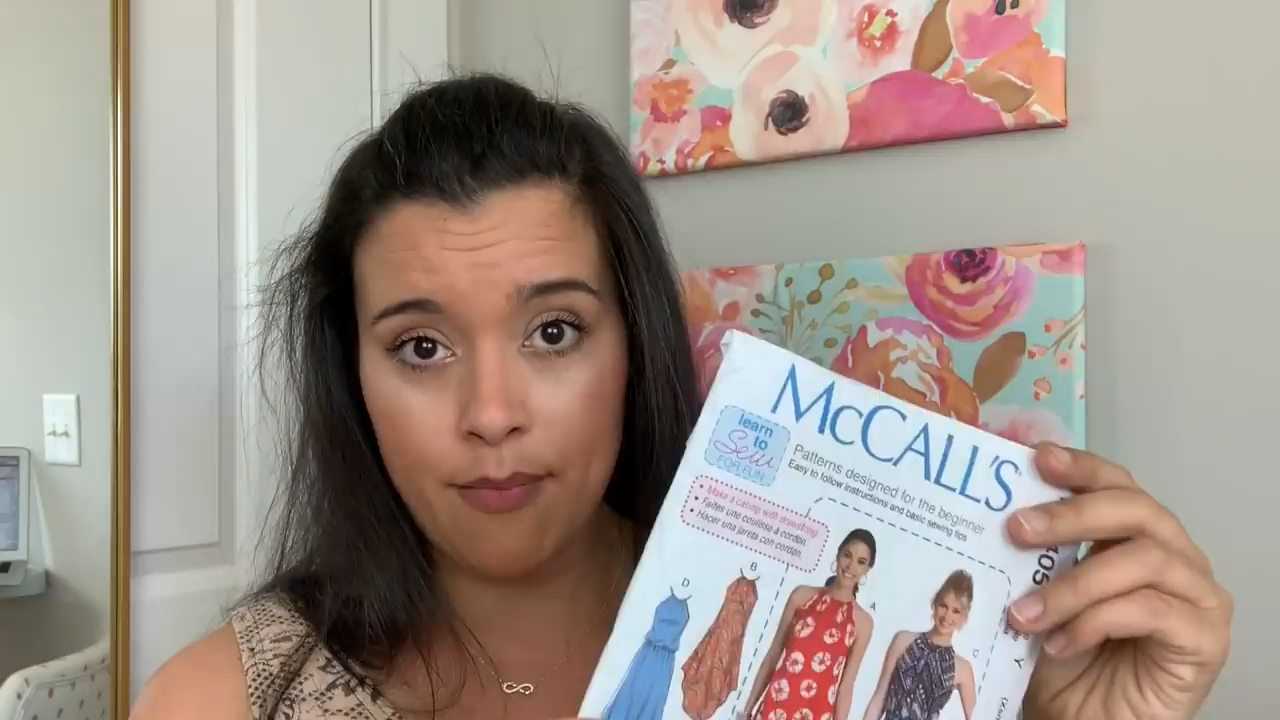 McCALL'S
learn
to
Sew
FOR FUN
Patterns designed for the beginner
Easy to follow instructions and basic sewing tips
• Make a casing with drawstring
• Faites une coulisse à cordon.
• Hacer una jareta con cordón.
D
B
A
C
405
Y